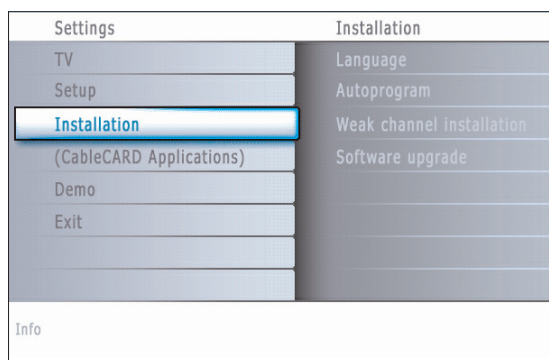 Settings
TV
Setup
Installation
(CableCARD Applications)
Demo
Exit
Installation
Language
Autoprogram
Weak channel installation
Software upgrade
Info